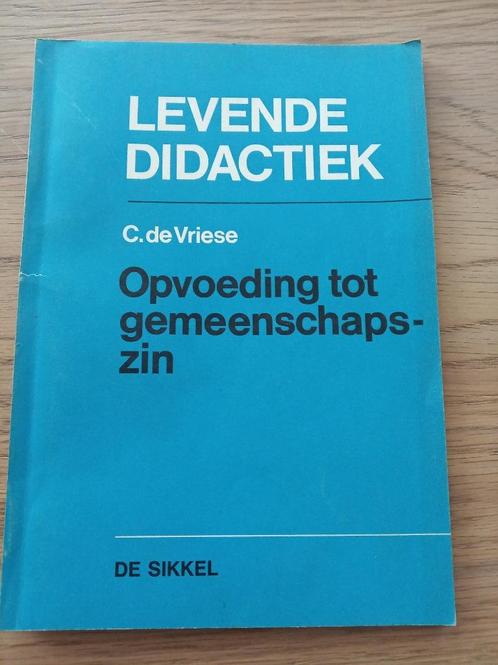 LEVENDE
DIDACTIEK
C. de Vriese
Opvoeding tot
gemeenschaps-
zin
DE SIKKEL